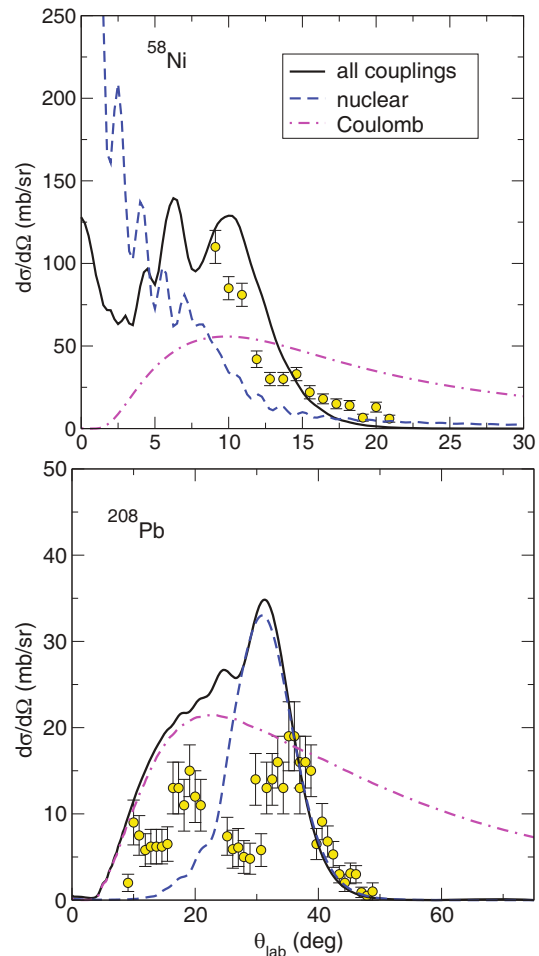 250
200
150
100
50
0
dσ/dΩ (mb/sr)
⁵⁸Ni
all couplings
nuclear
Coulomb
0 5 10 15 20 25 30
50
40
30
20
10
0
dσ/dΩ (mb/sr)
²⁰⁸Pb
0 20 40 60
θ_lab (deg)